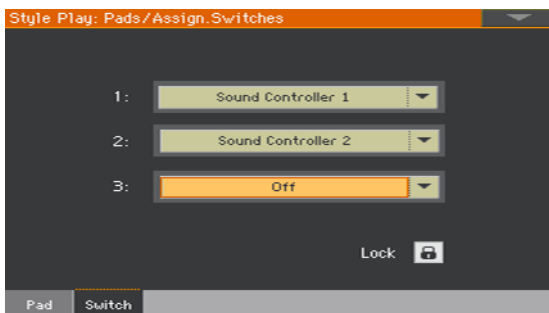 Style Play: Pads/Assign.Switches
1: Sound Controller 1
2: Sound Controller 2
3: Off
Lock
Pad Switch